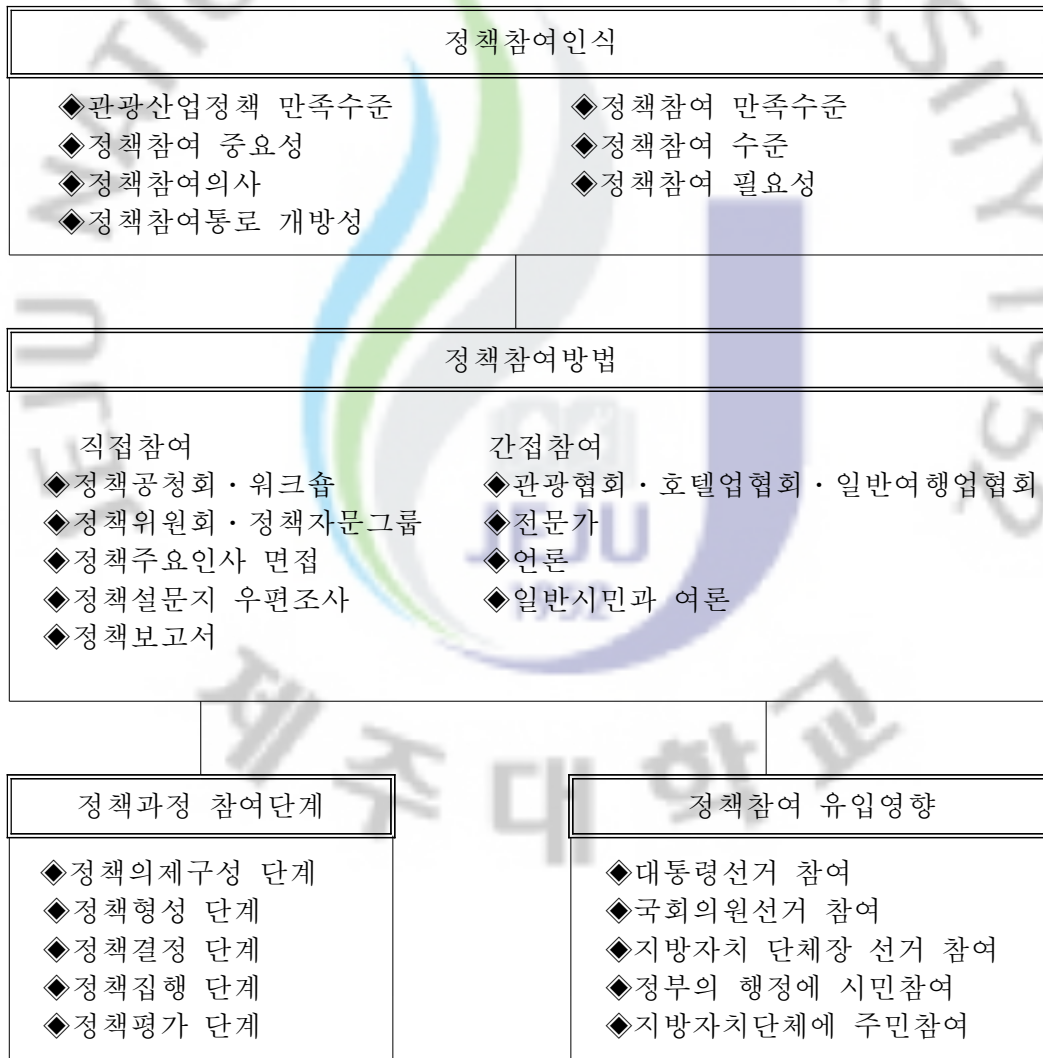 정책참여인식
◈관광산업정책 만족수준
◈정책참여 중요성
◈정책참여의사
◈정책참여통로 개방성
◈정책참여 만족수준
◈정책참여 수준
◈정책참여 필요성
정책참여방법
직접참여
◈정책공청회・워크숍
◈정책위원회・정책자문그룹
◈정책주요인사 면접
◈정책설문지 우편조사
◈정책보고서
간접참여
◈관광협회・호텔업협회・일반여행업협회
◈전문가
◈언론
◈일반시민과 여론
정책과정 참여단계
◈정책의제구성 단계
◈정책형성 단계
◈정책결정 단계
◈정책집행 단계
◈정책평가 단계
정책참여 유입영향
◈대통령선거 참여
◈국회의원선거 참여
◈지방자치 단체장 선거 참여
◈정부의 행정에 시민참여
◈지방자치단체에 주민참여
JEJU
1952
제주대학교
JEJU NATIO
RSITY 1952